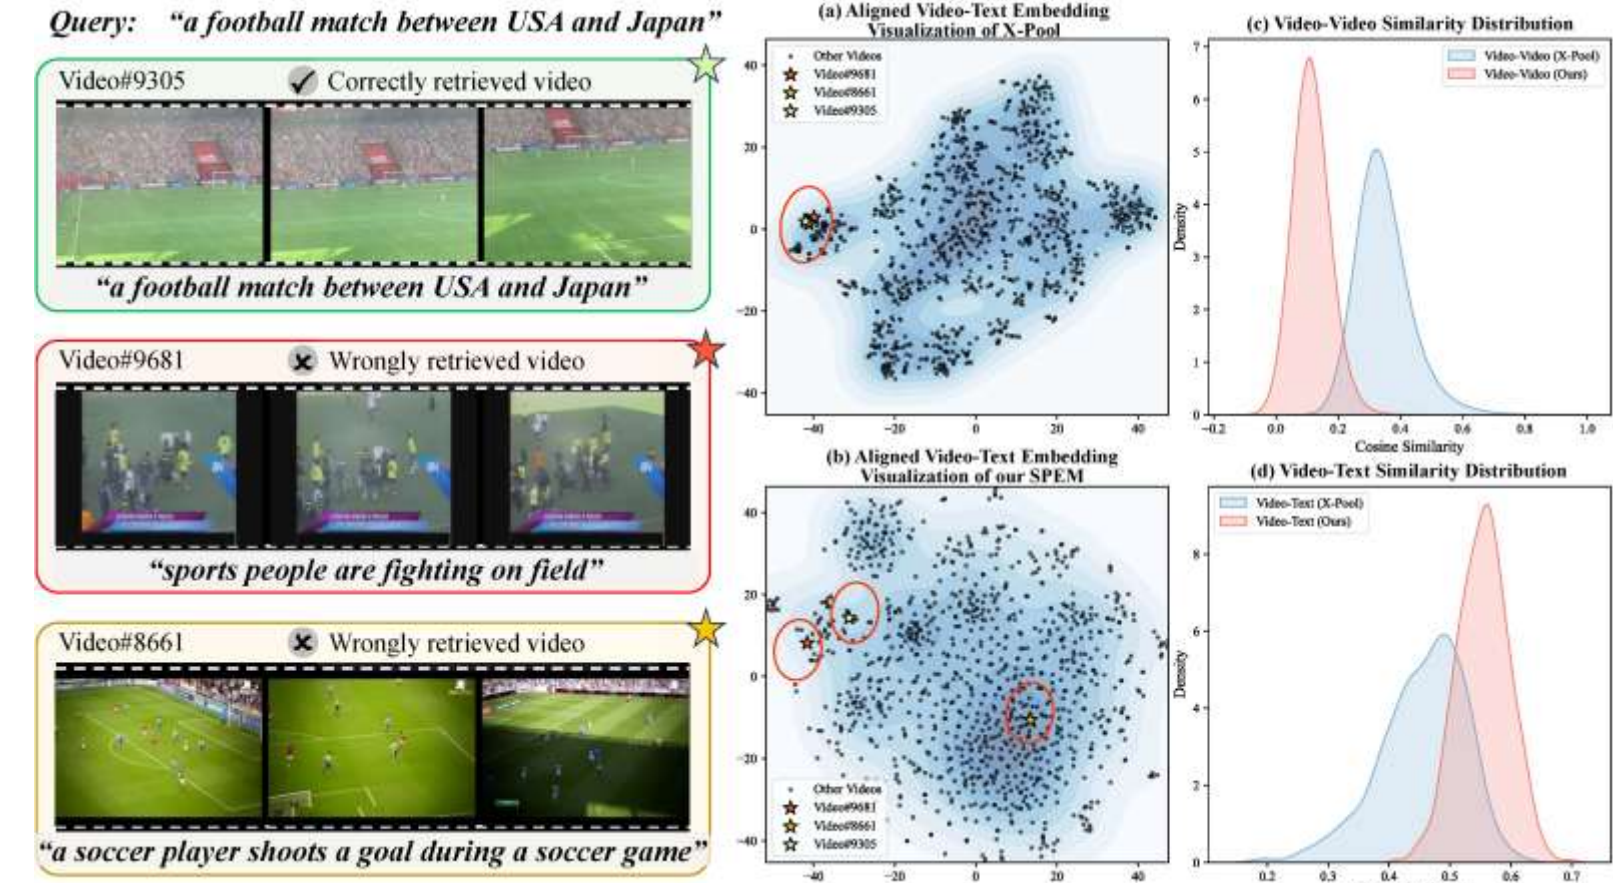 Query: “a football match between USA and Japan”
Video#9305 Correctly retrieved video
“a football match between USA and Japan”
Video#9681 Wrongly retrieved video
“sports people are fighting on field”
Video#8661 Wrongly retrieved video
“a soccer player shoots a goal during a soccer game”
(a) Aligned Video-Text Embedding
Visualization of X-Pool
Other Videos
Video#9681
Video#8661
Video#9305
40
20
0
−20
−40
−40 −20 0 20 40
(b) Aligned Video-Text Embedding
Visualization of our SPEM
40
20
0
−20
−40
Other Videos
Video#9681
Video#8661
Video#9305
−40 −20 0 20 40
(c) Video-Video Similarity Distribution
Video-Video (X-Pool)
Video-Video (Ours)
Density
7
6
5
4
3
2
1
0
−0.2 0.0 0.2 0.4 0.6 0.8 1.0
Cosine Similarity
(d) Video-Text Similarity Distribution
Video-Text (X-Pool)
Video-Text (Ours)
Density
8
6
4
2
0
0.2 0.3 0.4 0.5 0.6 0.7